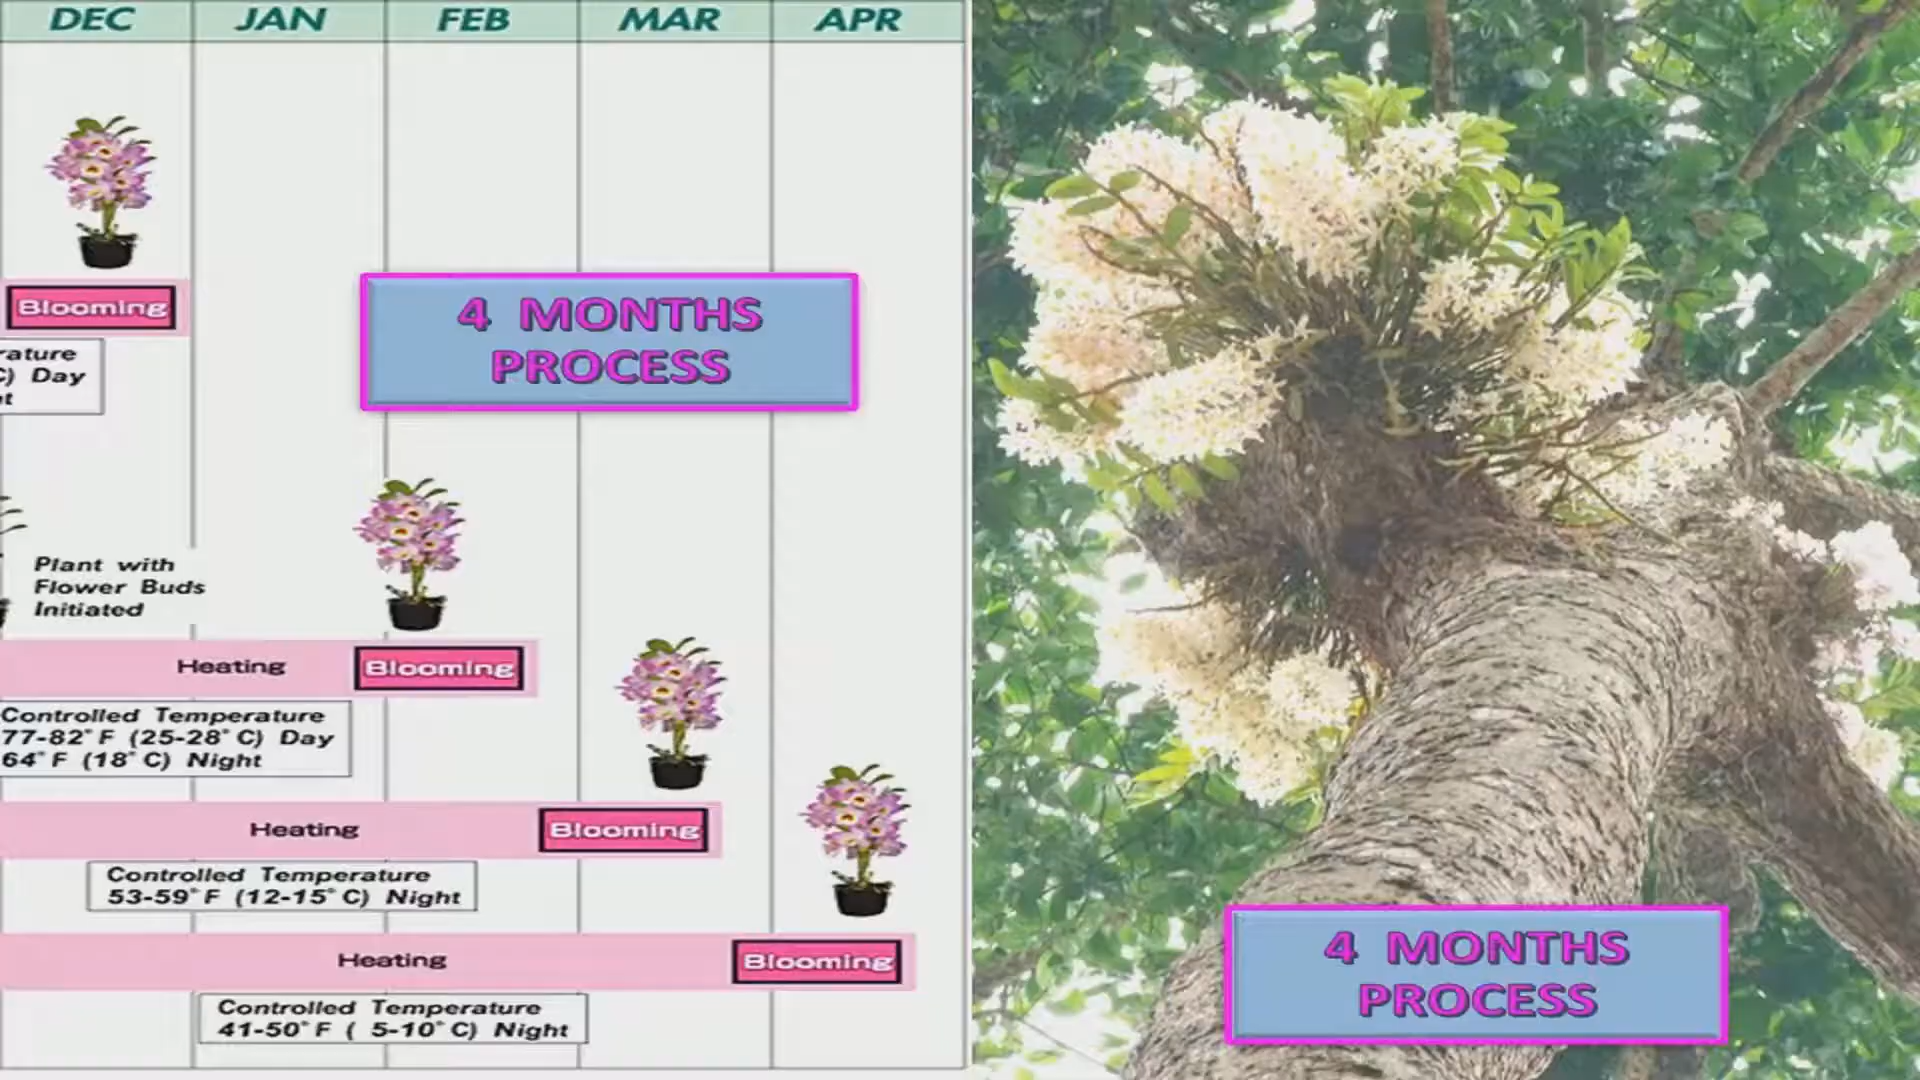 DEC JAN FEB MAR APR
Blooming
4 MONTHS
PROCESS
rature
C) Day
t
Plant with
Flower Buds
Initiated
Heating Blooming
Controlled Temperature
77-82°F (25-28°C) Day
64°F (18°C) Night
Heating Blooming
Controlled Temperature
53-59°F (12-15°C) Night
Heating Blooming
Controlled Temperature
41-50°F ( 5-10°C) Night
4 MONTHS
PROCESS